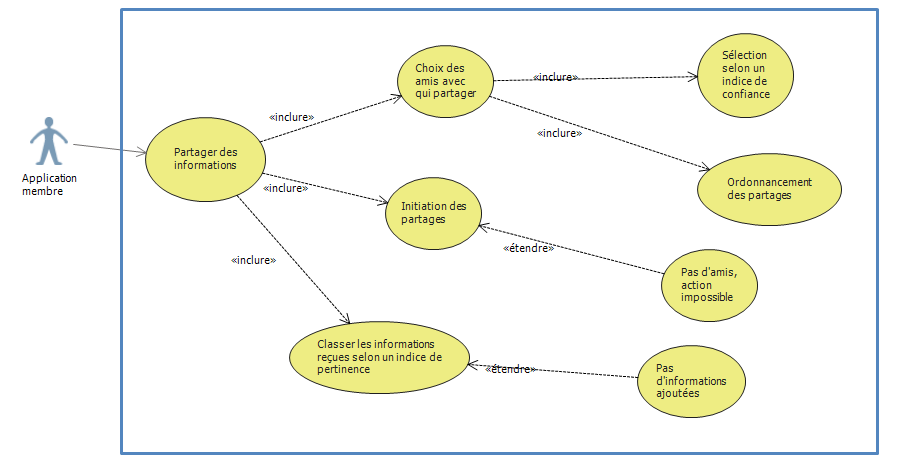 Application
membre
Partager des
informations
«inclure»
Choix des
amis avec
qui partager
«inclure»
Sélection
selon un
indice de
confiance
«inclure»
Ordonnancement
des partages
«inclure»
Initiation des
partages
«étendre»
Pas d'amis,
action
impossible
«inclure»
Classer les informations
reçues selon un indice de
pertinence
«étendre»
Pas
d'informations
ajoutées